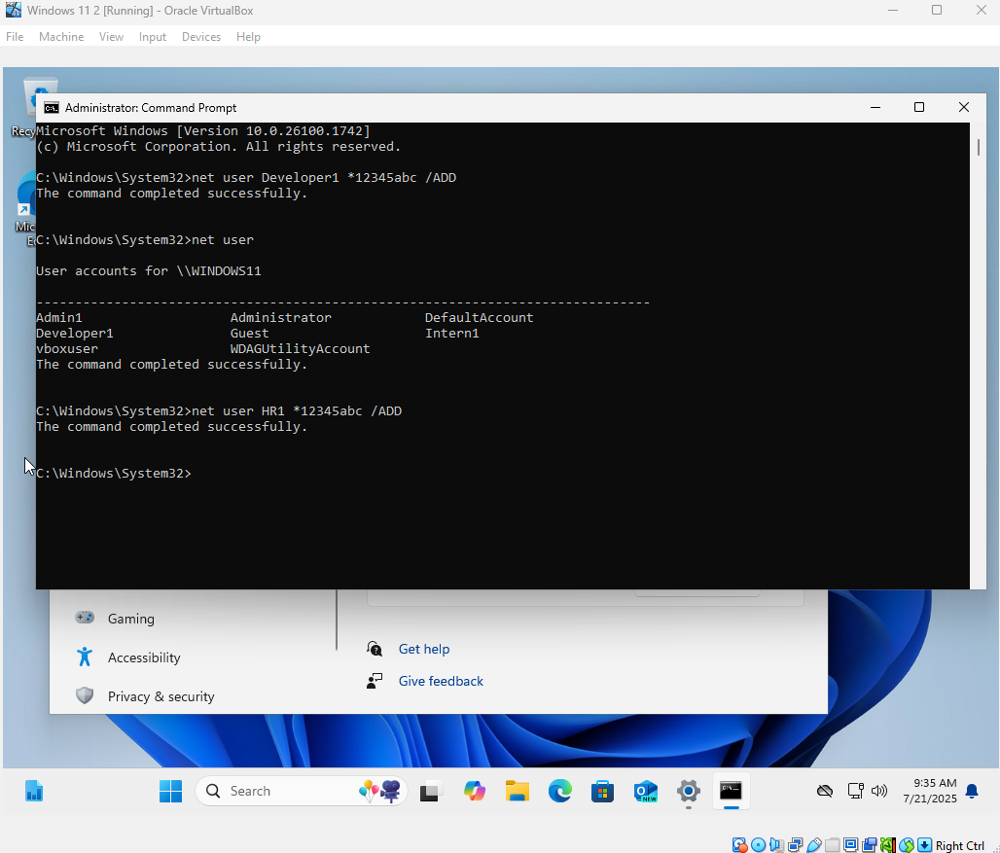 Windows 11 2 [Running] - Oracle VirtualBox
File Machine View Input Devices Help
Administrator: Command Prompt
Microsoft Windows [Version 10.0.26100.1742]
(c) Microsoft Corporation. All rights reserved.
C:\Windows\System32>net user Developer1 *12345abc /ADD
The command completed successfully.
C:\Windows\System32>net user
User accounts for \\WINDOWS11
-------------------------------------------------------------------------------
Admin1 Administrator DefaultAccount
Developer1 Guest Intern1
vboxuser WDAGUtilityAccount
The command completed successfully.
C:\Windows\System32>net user HR1 *12345abc /ADD
The command completed successfully.
C:\Windows\System32>
Gaming
Accessibility
Privacy & security
Get help
Give feedback
Search
NEW
9:35 AM
7/21/2025
Right Ctrl